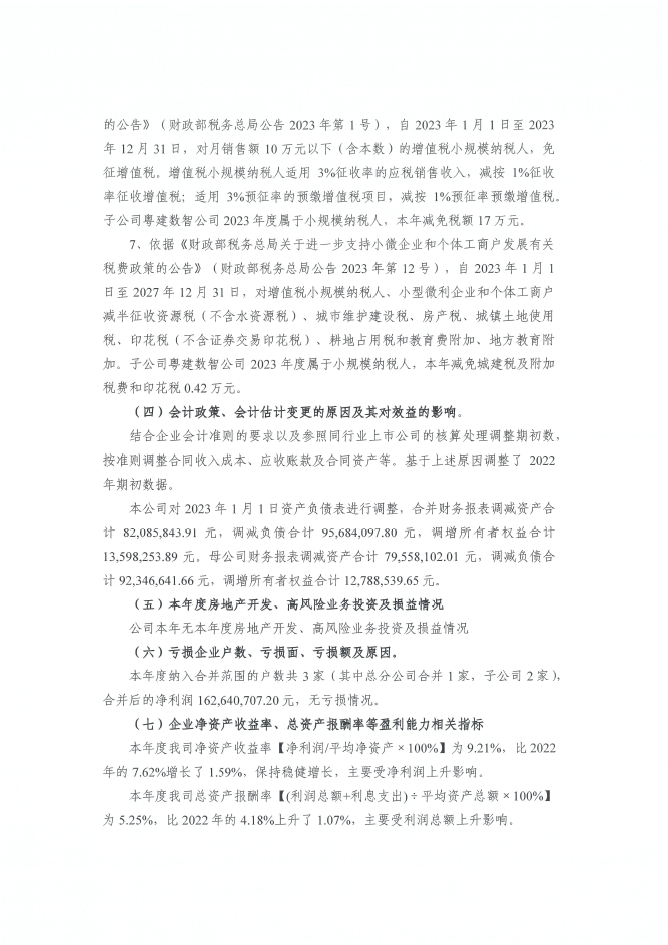 的公告》（财政部税务总局公告 2023 年第 1 号），自 2023 年 1 月 1 日至 2023
年 12 月 31 日，对月销售额 10 万元以下（含本数）的增值税小规模纳税人，免
征增值税。增值税小规模纳税人适用 3%征收率的应税销售收入，减按 1%征收
率征收增值税；适用 3%预征率的预缴增值税项目，减按 1%预征率预缴增值税。
子公司粤建数智公司 2023 年度属于小规模纳税人，本年减免税额 17 万元。
7、依据《财政部税务总局关于进一步支持小微企业和个体工商户发展有关
税费政策的公告》（财政部税务总局公告 2023 年第 12 号），自 2023 年 1 月 1
日至 2027 年 12 月 31 日，对增值税小规模纳税人、小型微利企业和个体工商户
减半征收资源税（不含水资源税）、城市维护建设税、房产税、城镇土地使用
税、印花税（不含证券交易印花税）、耕地占用税和教育费附加、地方教育附
加。子公司粤建数智公司 2023 年度属于小规模纳税人，本年减免城建税及附加
税费和印花税 0.42 万元。
（四）会计政策、会计估计变更的原因及其对效益的影响。
结合企业会计准则的要求以及参照同行业上市公司的核算处理调整期初数，
按准则调整合同收入成本、应收账款及合同资产等。基于上述原因调整了 2022
年期初数据。
本公司对 2023 年 1 月 1 日资产负债表进行调整，合并财务报表调减资产合
计 82,085,843.91 元，调减负债合计 95,684,097.80 元，调增所有者权益合计
13,598,253.89 元。母公司财务报表调减资产合计 79,558,102.01 元，调减负债合
计 92,346,641.66 元，调增所有者权益合计 12,788,539.65 元。
（五）本年度房地产开发、高风险业务投资及损益情况
公司本年无本年度房地产开发、高风险业务投资及损益情况
（六）亏损企业户数、亏损面、亏损额及原因。
本年度纳入合并范围的户数共 3 家（其中总分公司合并 1 家，子公司 2 家），
合并后的净利润 162,640,707.20 元，无亏损情况。
（七）企业净资产收益率、总资产报酬率等盈利能力相关指标
本年度我司净资产收益率【净利润/平均净资产×100%】为 9.21%，比 2022
年的 7.62%增长了 1.59%，保持稳健增长，主要受净利润上升影响。
本年度我司总资产报酬率【(利润总额+利息支出)÷平均资产总额×100%】
为 5.25%，比 2022 年的 4.18%上升了 1.07%，主要受利润总额上升影响。